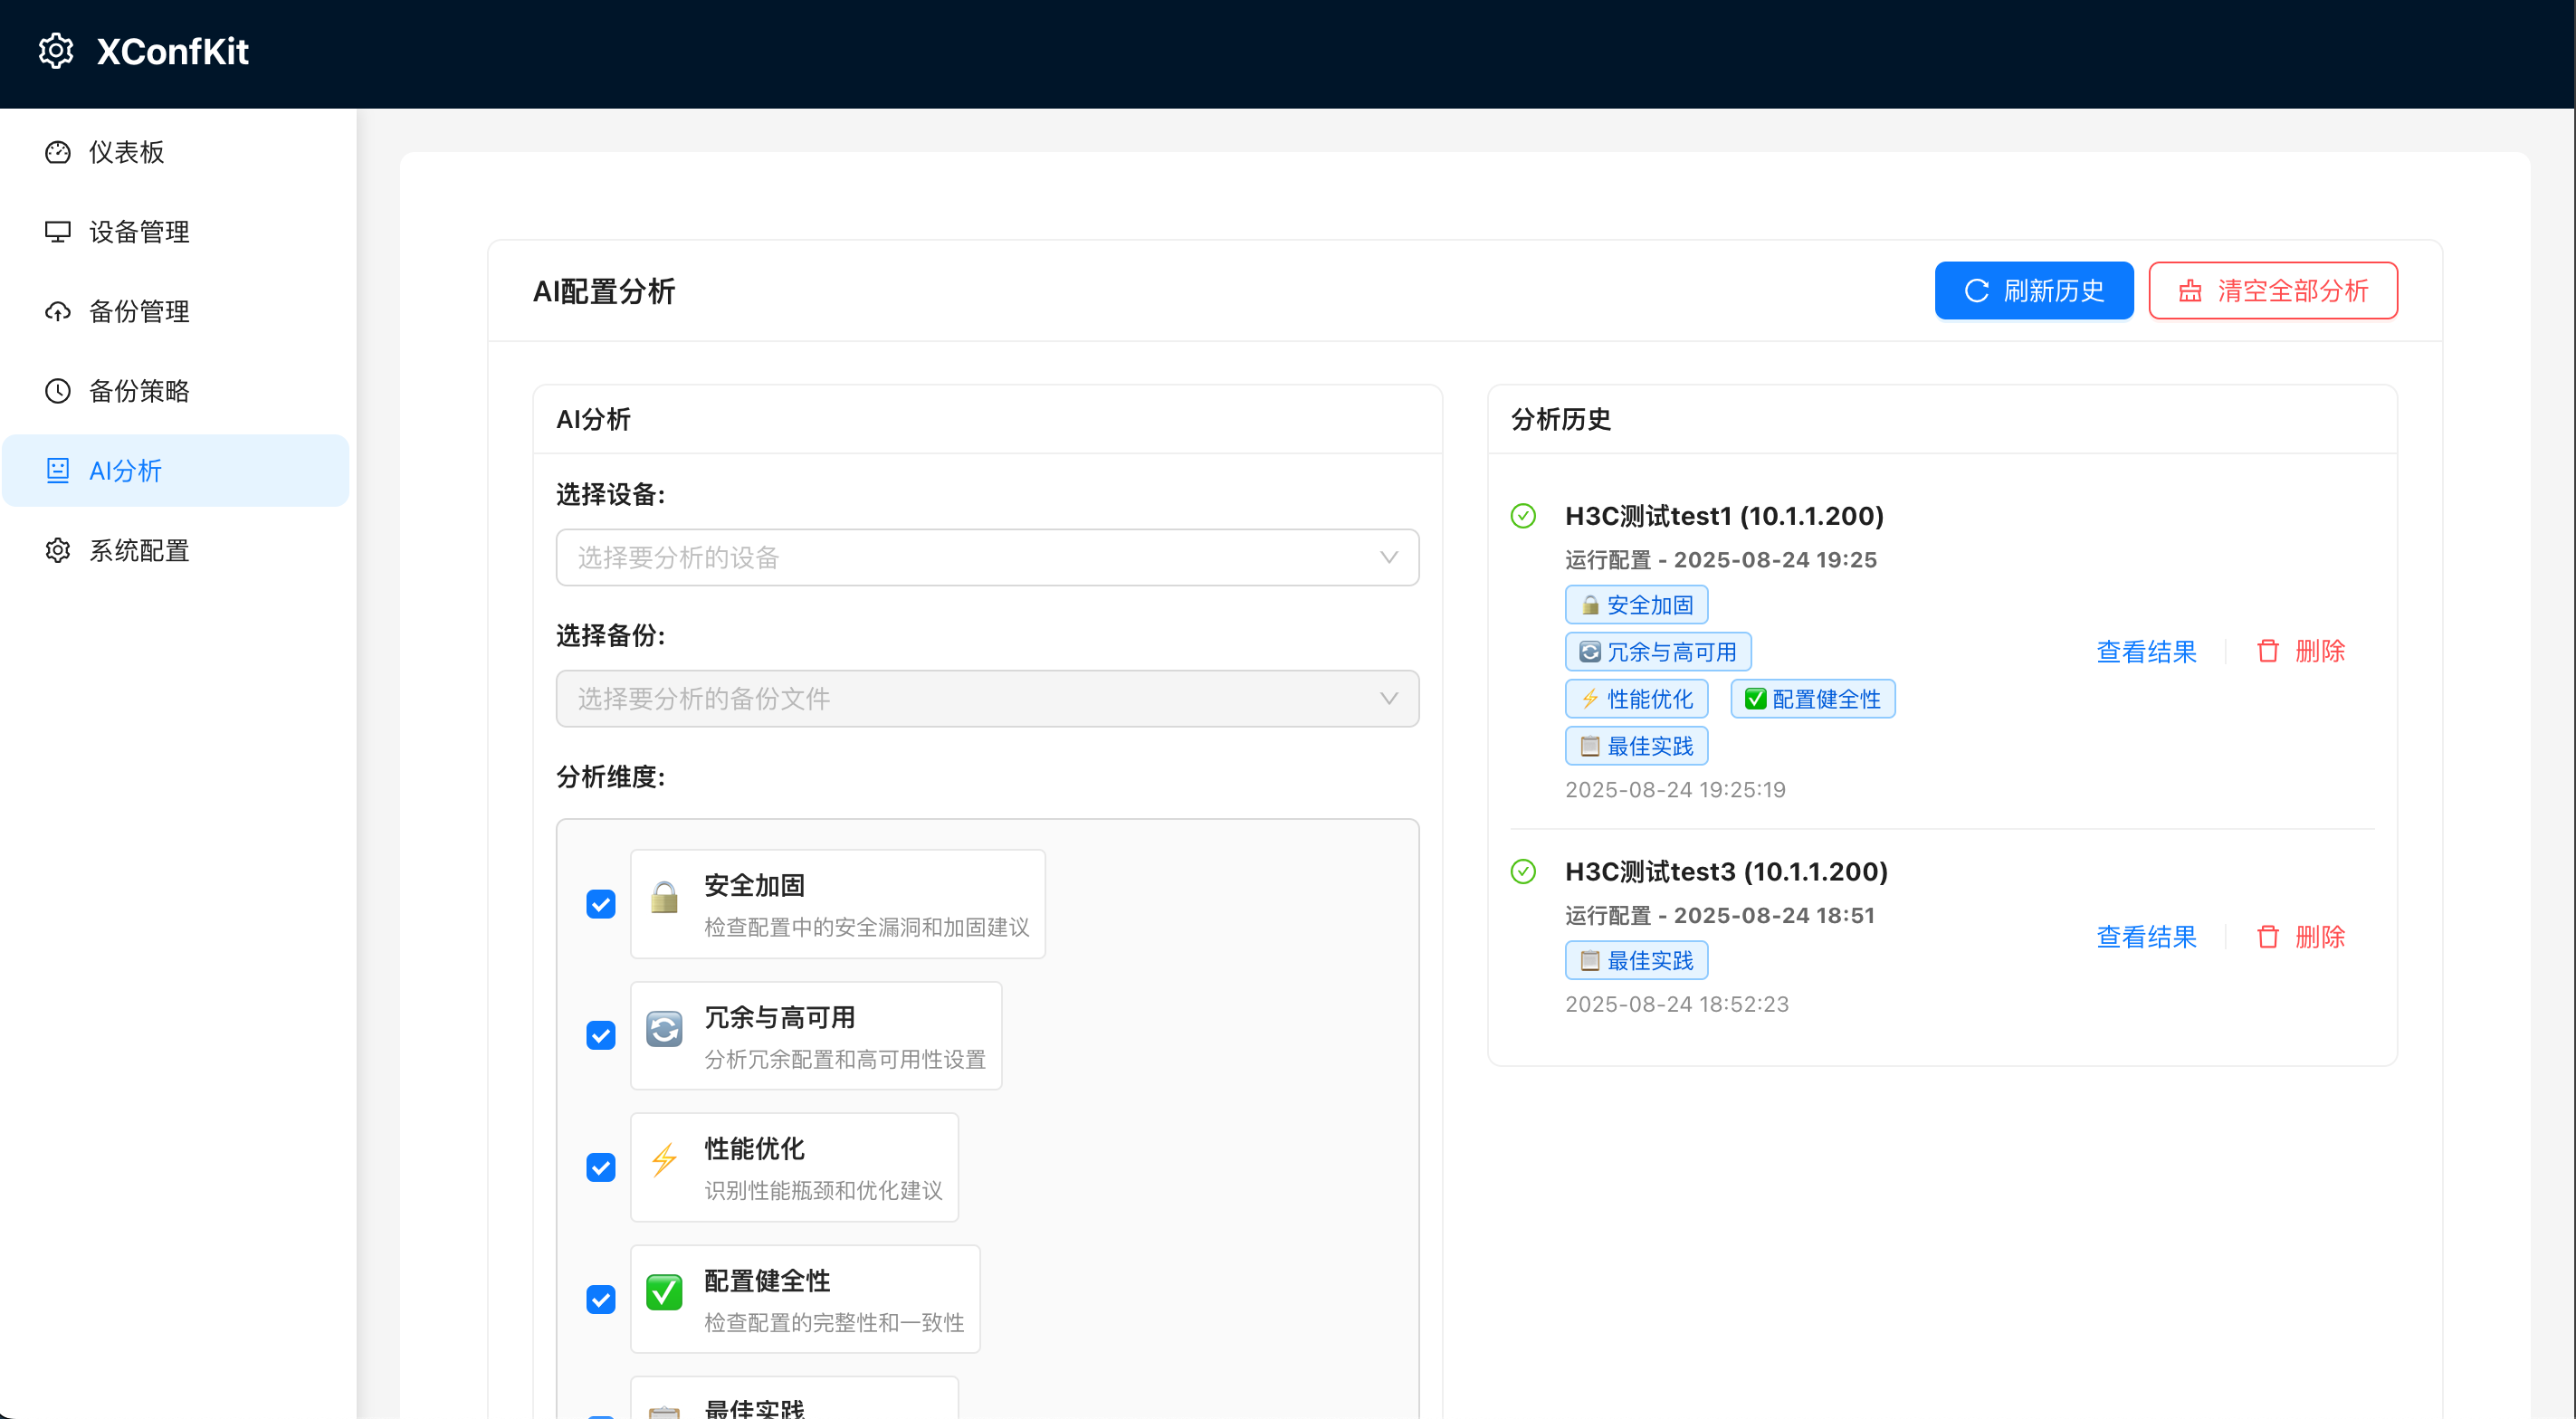 XConfKit
仪表板
设备管理
备份管理
备份策略
AI分析
系统配置
AI配置分析
刷新历史
清空全部分析
AI分析
选择设备:
选择要分析的设备
选择备份:
选择要分析的备份文件
分析维度:
安全加固
检查配置中的安全漏洞和加固建议
冗余与高可用
分析冗余配置和高可用性设置
性能优化
识别性能瓶颈和优化建议
配置健全性
检查配置的完整性和一致性
最佳实践
分析历史
H3C测试test1 (10.1.1.200)
运行配置 - 2025-08-24 19:25
安全加固
冗余与高可用
性能优化 配置健全性
最佳实践
2025-08-24 19:25:19
查看结果 删除
H3C测试test3 (10.1.1.200)
运行配置 - 2025-08-24 18:51
最佳实践
2025-08-24 18:52:23
查看结果 删除